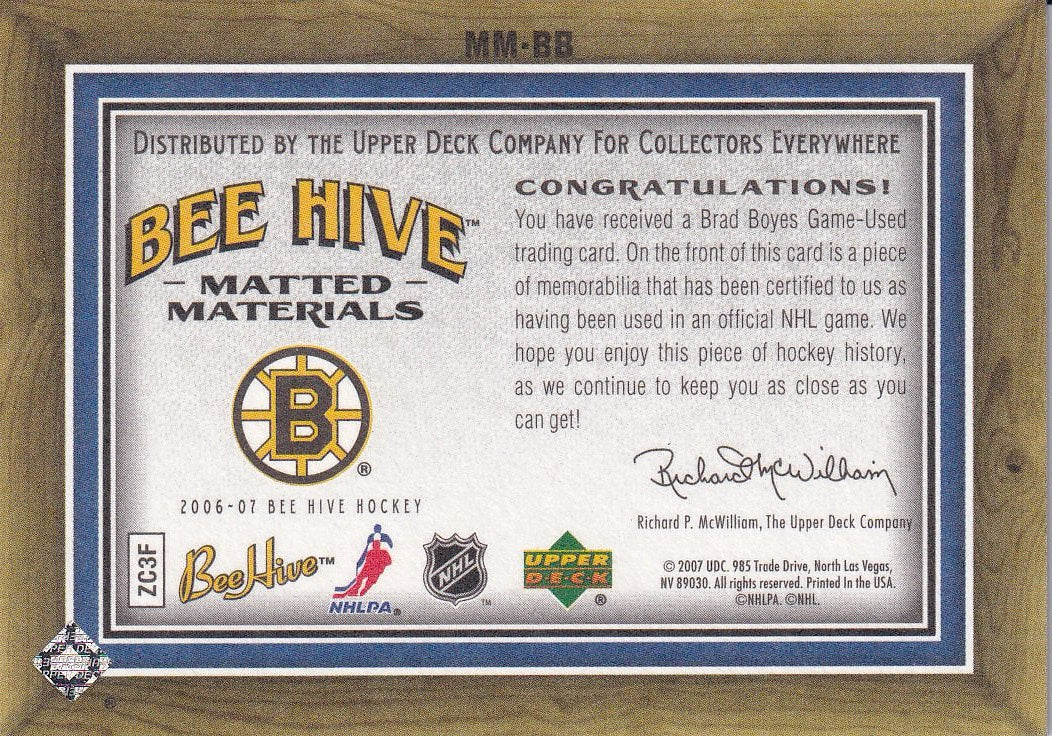 MM-BB
DISTRIBUTED BY THE UPPER DECK COMPANY FOR COLLECTORS EVERYWHERE
BEE HIVE™
– MATTED –
MATERIALS
B
®
2006-07 BEE HIVE HOCKEY
CONGRATULATIONS!
You have received a Brad Boyes Game-Used
trading card. On the front of this card is a piece
of memorabilia that has been certified to us as
having been used in an official NHL game. We
hope you enjoy this piece of hockey history,
as we continue to keep you as close as you
can get!
Richard McWilliam
Richard P. McWilliam, The Upper Deck Company
ZC3F
BeeHive™
NHLPA®
NHL™
UPPER
DECK®
© 2007 UDC. 985 Trade Drive, North Las Vegas,
NV 89030. All rights reserved. Printed In the USA.
©NHLPA. ©NHL.
®